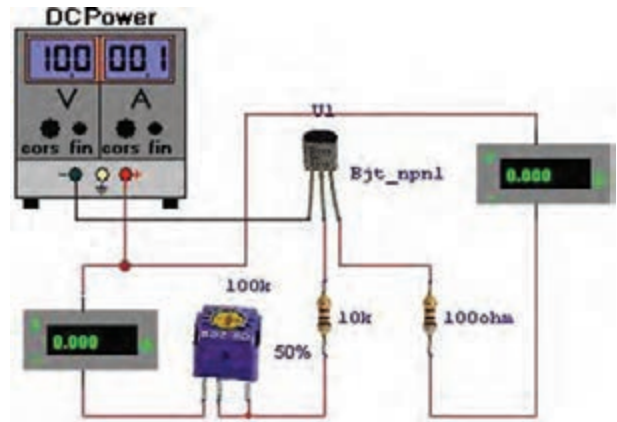 DCPower
10.0 00.1
V A
cors fin cors fin
- +
U1
Bjt_npn1
0.000
100k
0.000
50%
10k
100ohm